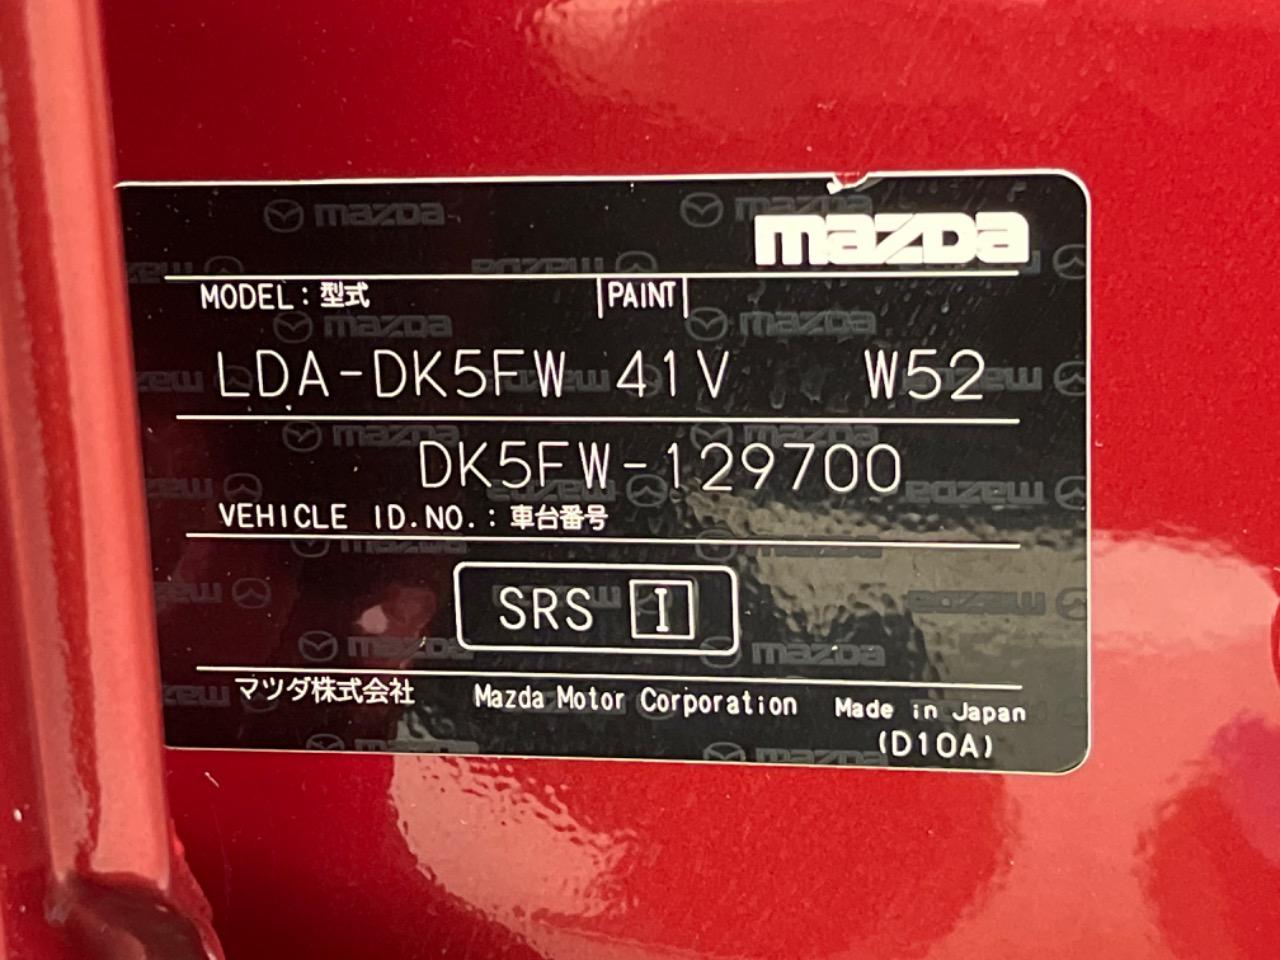 mazda
MODEL：型式 PAINT
LDA-DK5FW 41V W52
DK5FW-129700
VEHICLE ID.NO.：車台番号
SRS I
マツダ株式会社 Mazda Motor Corporation Made in Japan
(D10A)